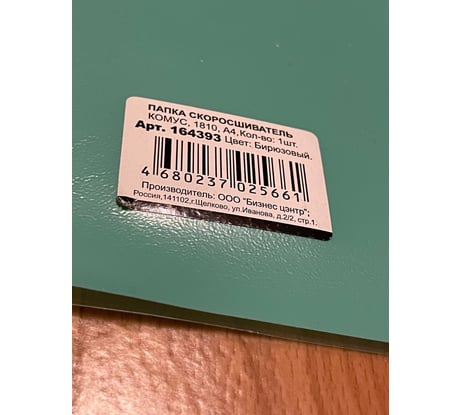 ПАПКА СКОРОСШИВАТЕЛЬ
КОМУС, 1810, А4,Кол-во: 1шт.
Арт. 164393 Цвет: Бирюзовый.
4 680237 025661
Производитель: ООО "Бизнес цэнтр";
Россия,141102,г.Щелково, ул.Иванова, д.2/2, стр.1.